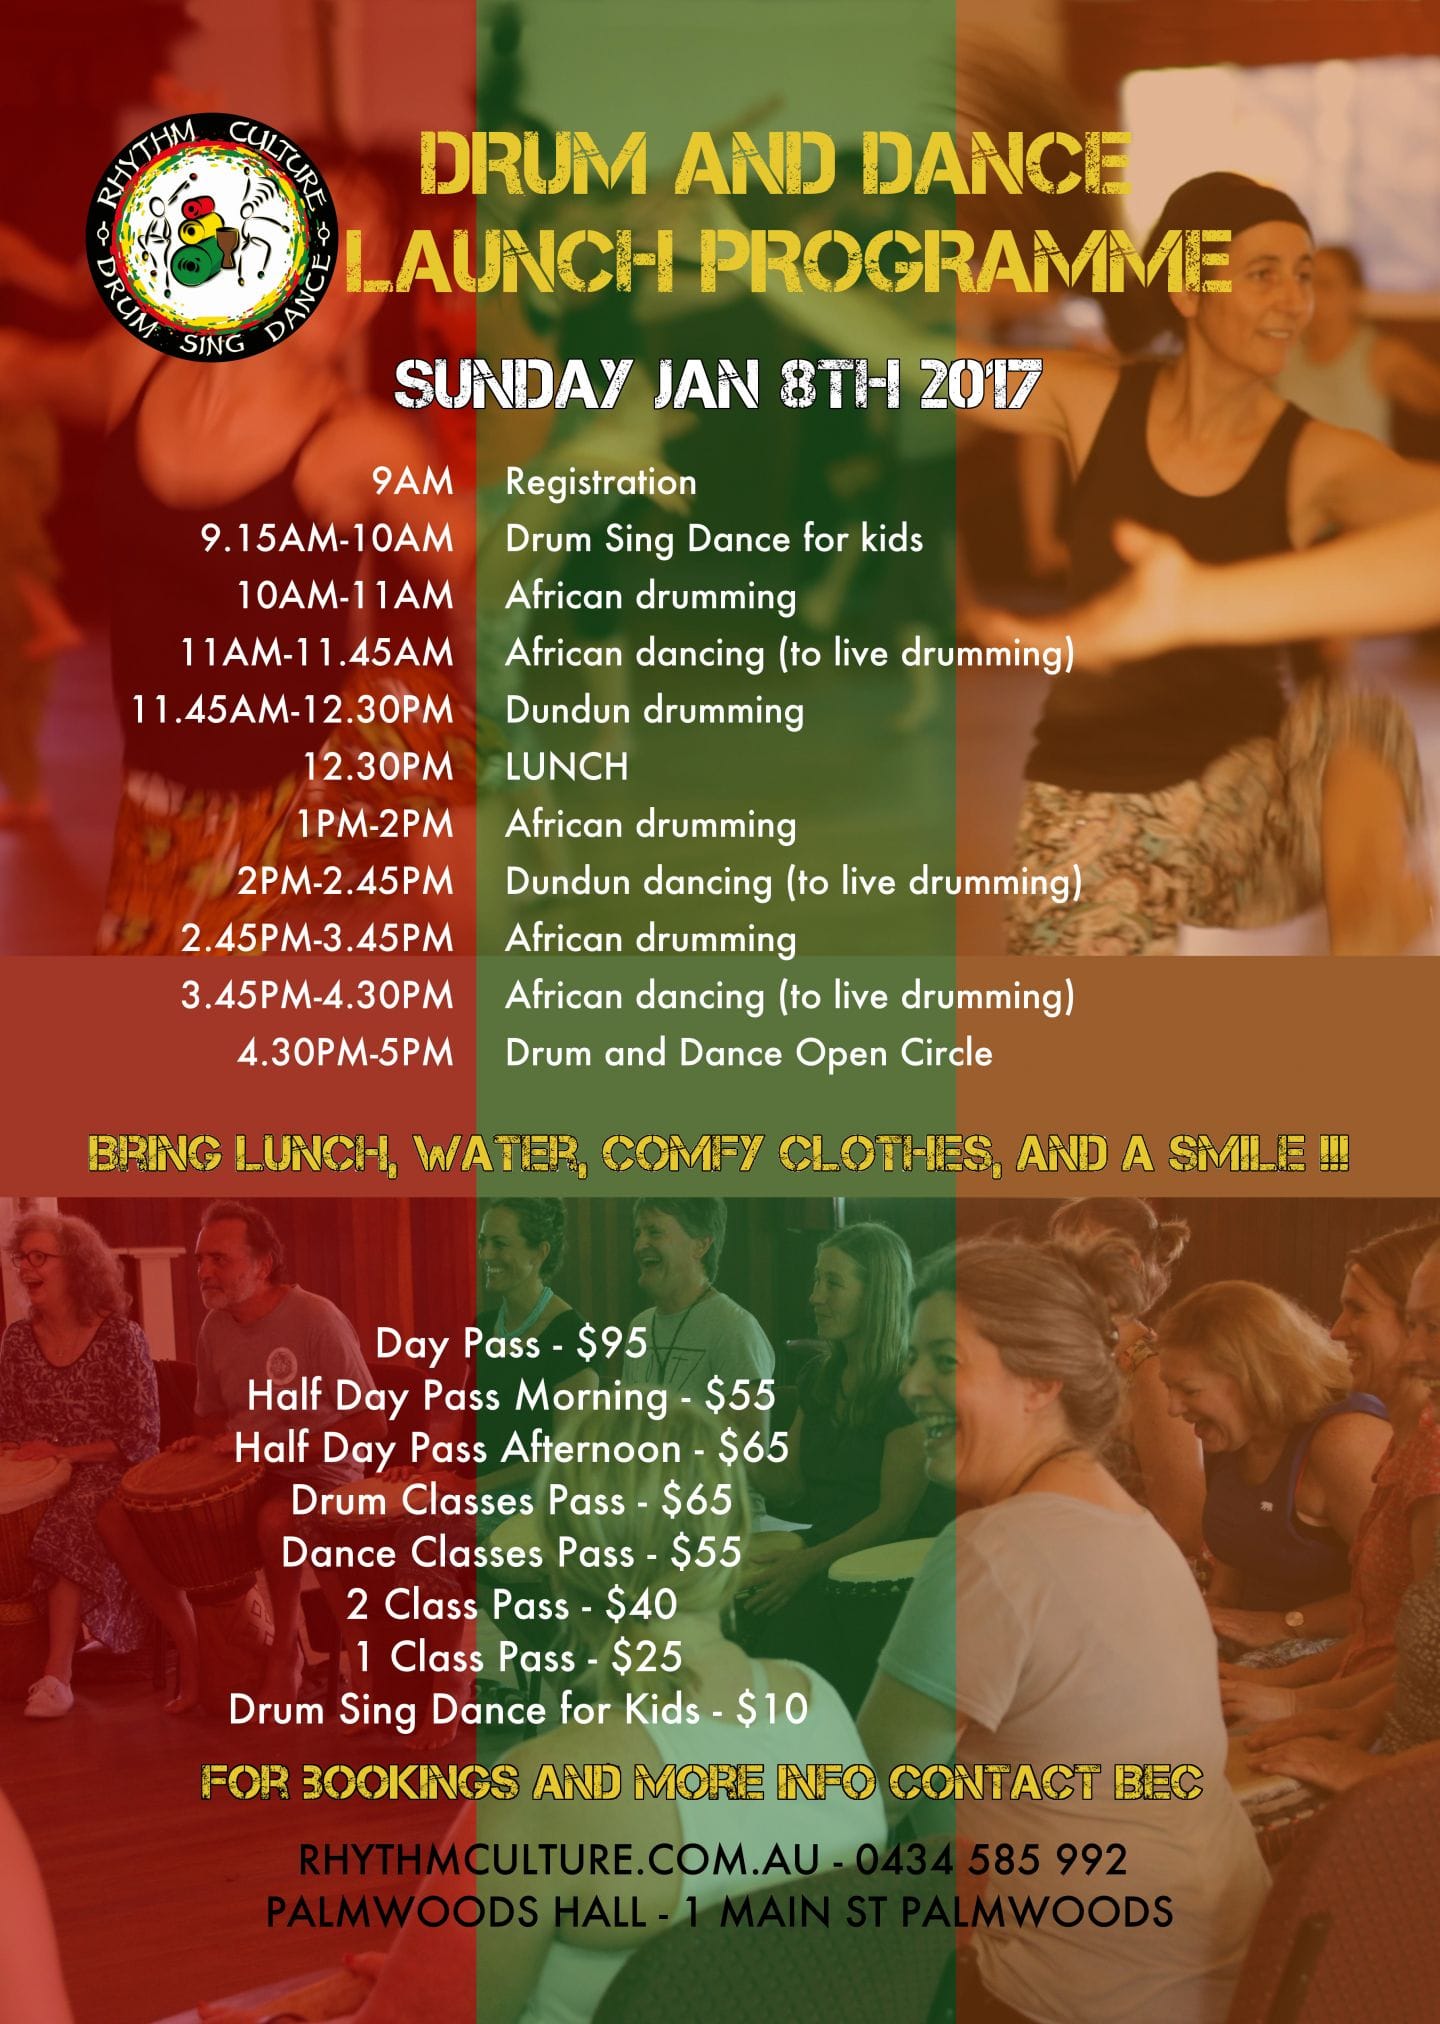 RHYTHM CULTURE
DRUM SING DANCE
DRUM AND DANCE
LAUNCH PROGRAMME
SUNDAY JAN 8TH 2017
9AM Registration
9.15AM-10AM Drum Sing Dance for kids
10AM-11AM African drumming
11AM-11.45AM African dancing (to live drumming)
11.45AM-12.30PM Dundun drumming
12.30PM LUNCH
1PM-2PM African drumming
2PM-2.45PM Dundun dancing (to live drumming)
2.45PM-3.45PM African drumming
3.45PM-4.30PM African dancing (to live drumming)
4.30PM-5PM Drum and Dance Open Circle
BRING LUNCH, WATER, COMFY CLOTHES, AND A SMILE !!!
Day Pass - $95
Half Day Pass Morning - $55
Half Day Pass Afternoon - $65
Drum Classes Pass - $65
Dance Classes Pass - $55
2 Class Pass - $40
1 Class Pass - $25
Drum Sing Dance for Kids - $10
FOR BOOKINGS AND MORE INFO CONTACT BEC
RHYTHMCULTURE.COM.AU - 0434 585 992
PALMWOODS HALL - 1 MAIN ST PALMWOODS